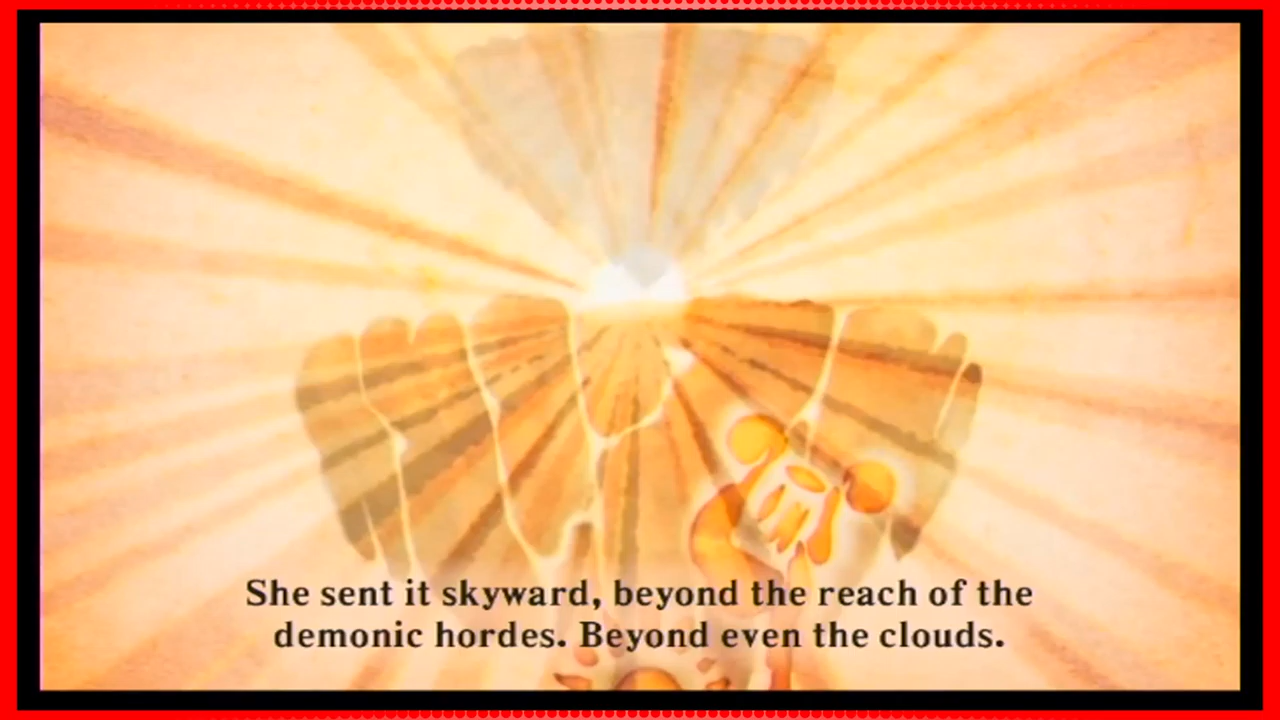 She sent it skyward, beyond the reach of the
demonic hordes. Beyond even the clouds.